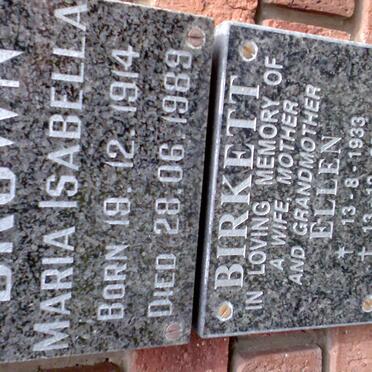 BROWN
MARIA ISABELLA
BORN 19.12.1914
DIED 28.06.1989
BIRKETT
IN LOVING MEMORY OF
A WIFE, MOTHER
AND GRANDMOTHER
ELLEN
* 13-8-1933